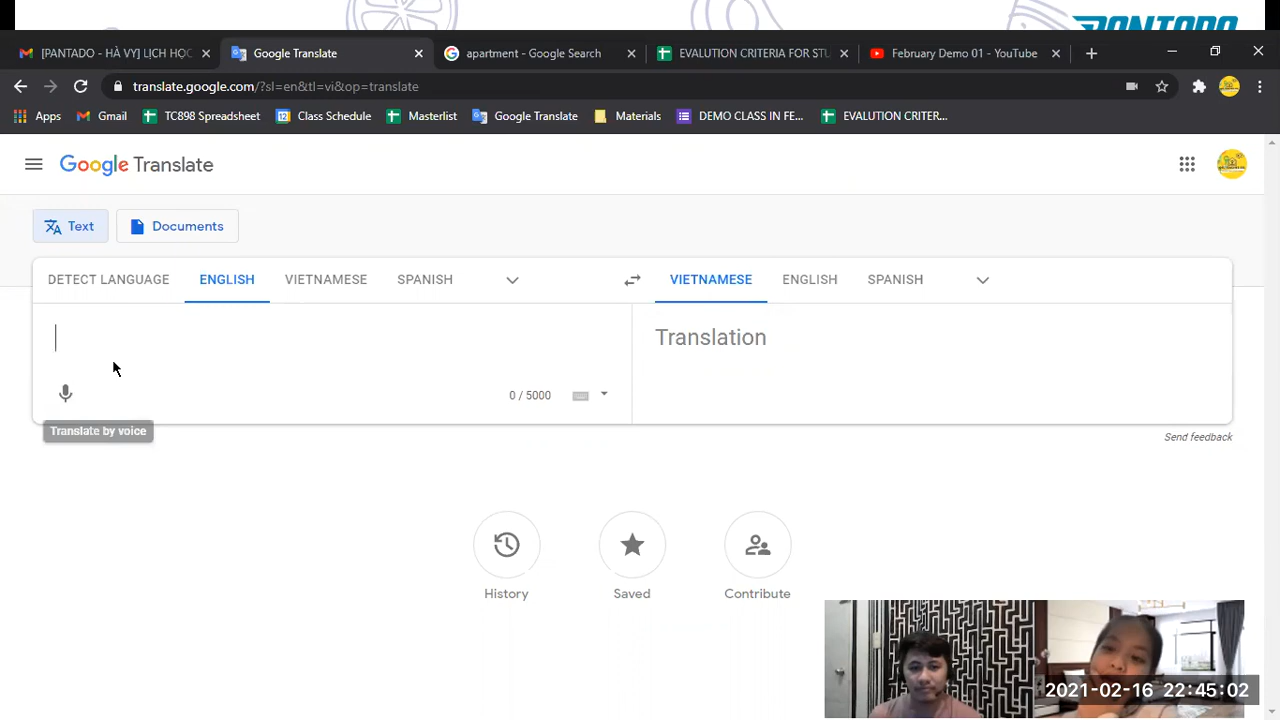 PANTADO
[PANTADO - HÀ VY] LỊCH HOC
Google Translate
apartment - Google Search
EVALUTION CRITERIA FOR STU
February Demo 01 - YouTube
translate.google.com/?sl=en&tl=vi&op=translate
Apps
Gmail
TC898 Spreadsheet
Class Schedule
Masterlist
Google Translate
Materials
DEMO CLASS IN FE...
EVALUTION CRITER...
Google Translate
Text
Documents
DETECT LANGUAGE
ENGLISH
VIETNAMESE
SPANISH
VIETNAMESE
ENGLISH
SPANISH
Translation
0 / 5000
Translate by voice
Send feedback
History
Saved
Contribute
2021-02-16 22:45:02